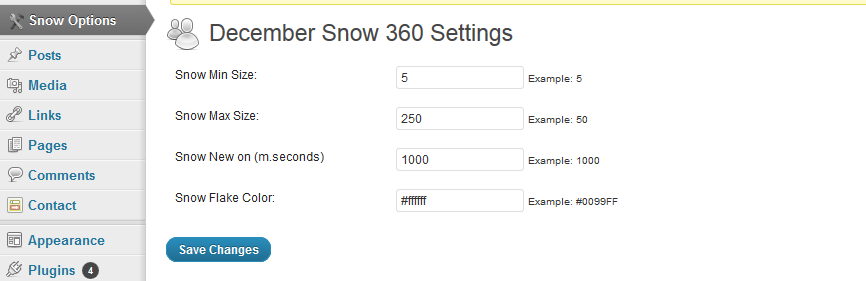 Snow Options
Posts
Media
Links
Pages
Comments
Contact
Appearance
Plugins 4
December Snow 360 Settings
Snow Min Size: 5 Example: 5
Snow Max Size: 250 Example: 50
Snow New on (m.seconds) 1000 Example: 1000
Snow Flake Color: #ffffff Example: #0099FF
Save Changes